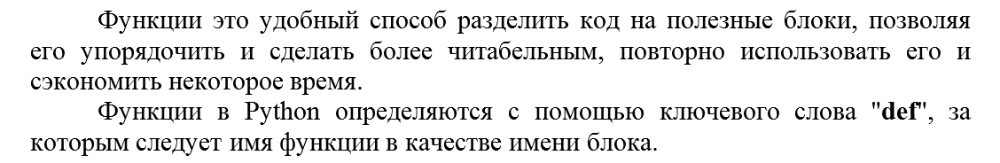 Функции это удобный способ разделить код на полезные блоки, позволяя
его упорядочить и сделать более читабельным, повторно использовать его и
сэкономить некоторое время.
Функции в Python определяются с помощью ключевого слова "def", за
которым следует имя функции в качестве имени блока.